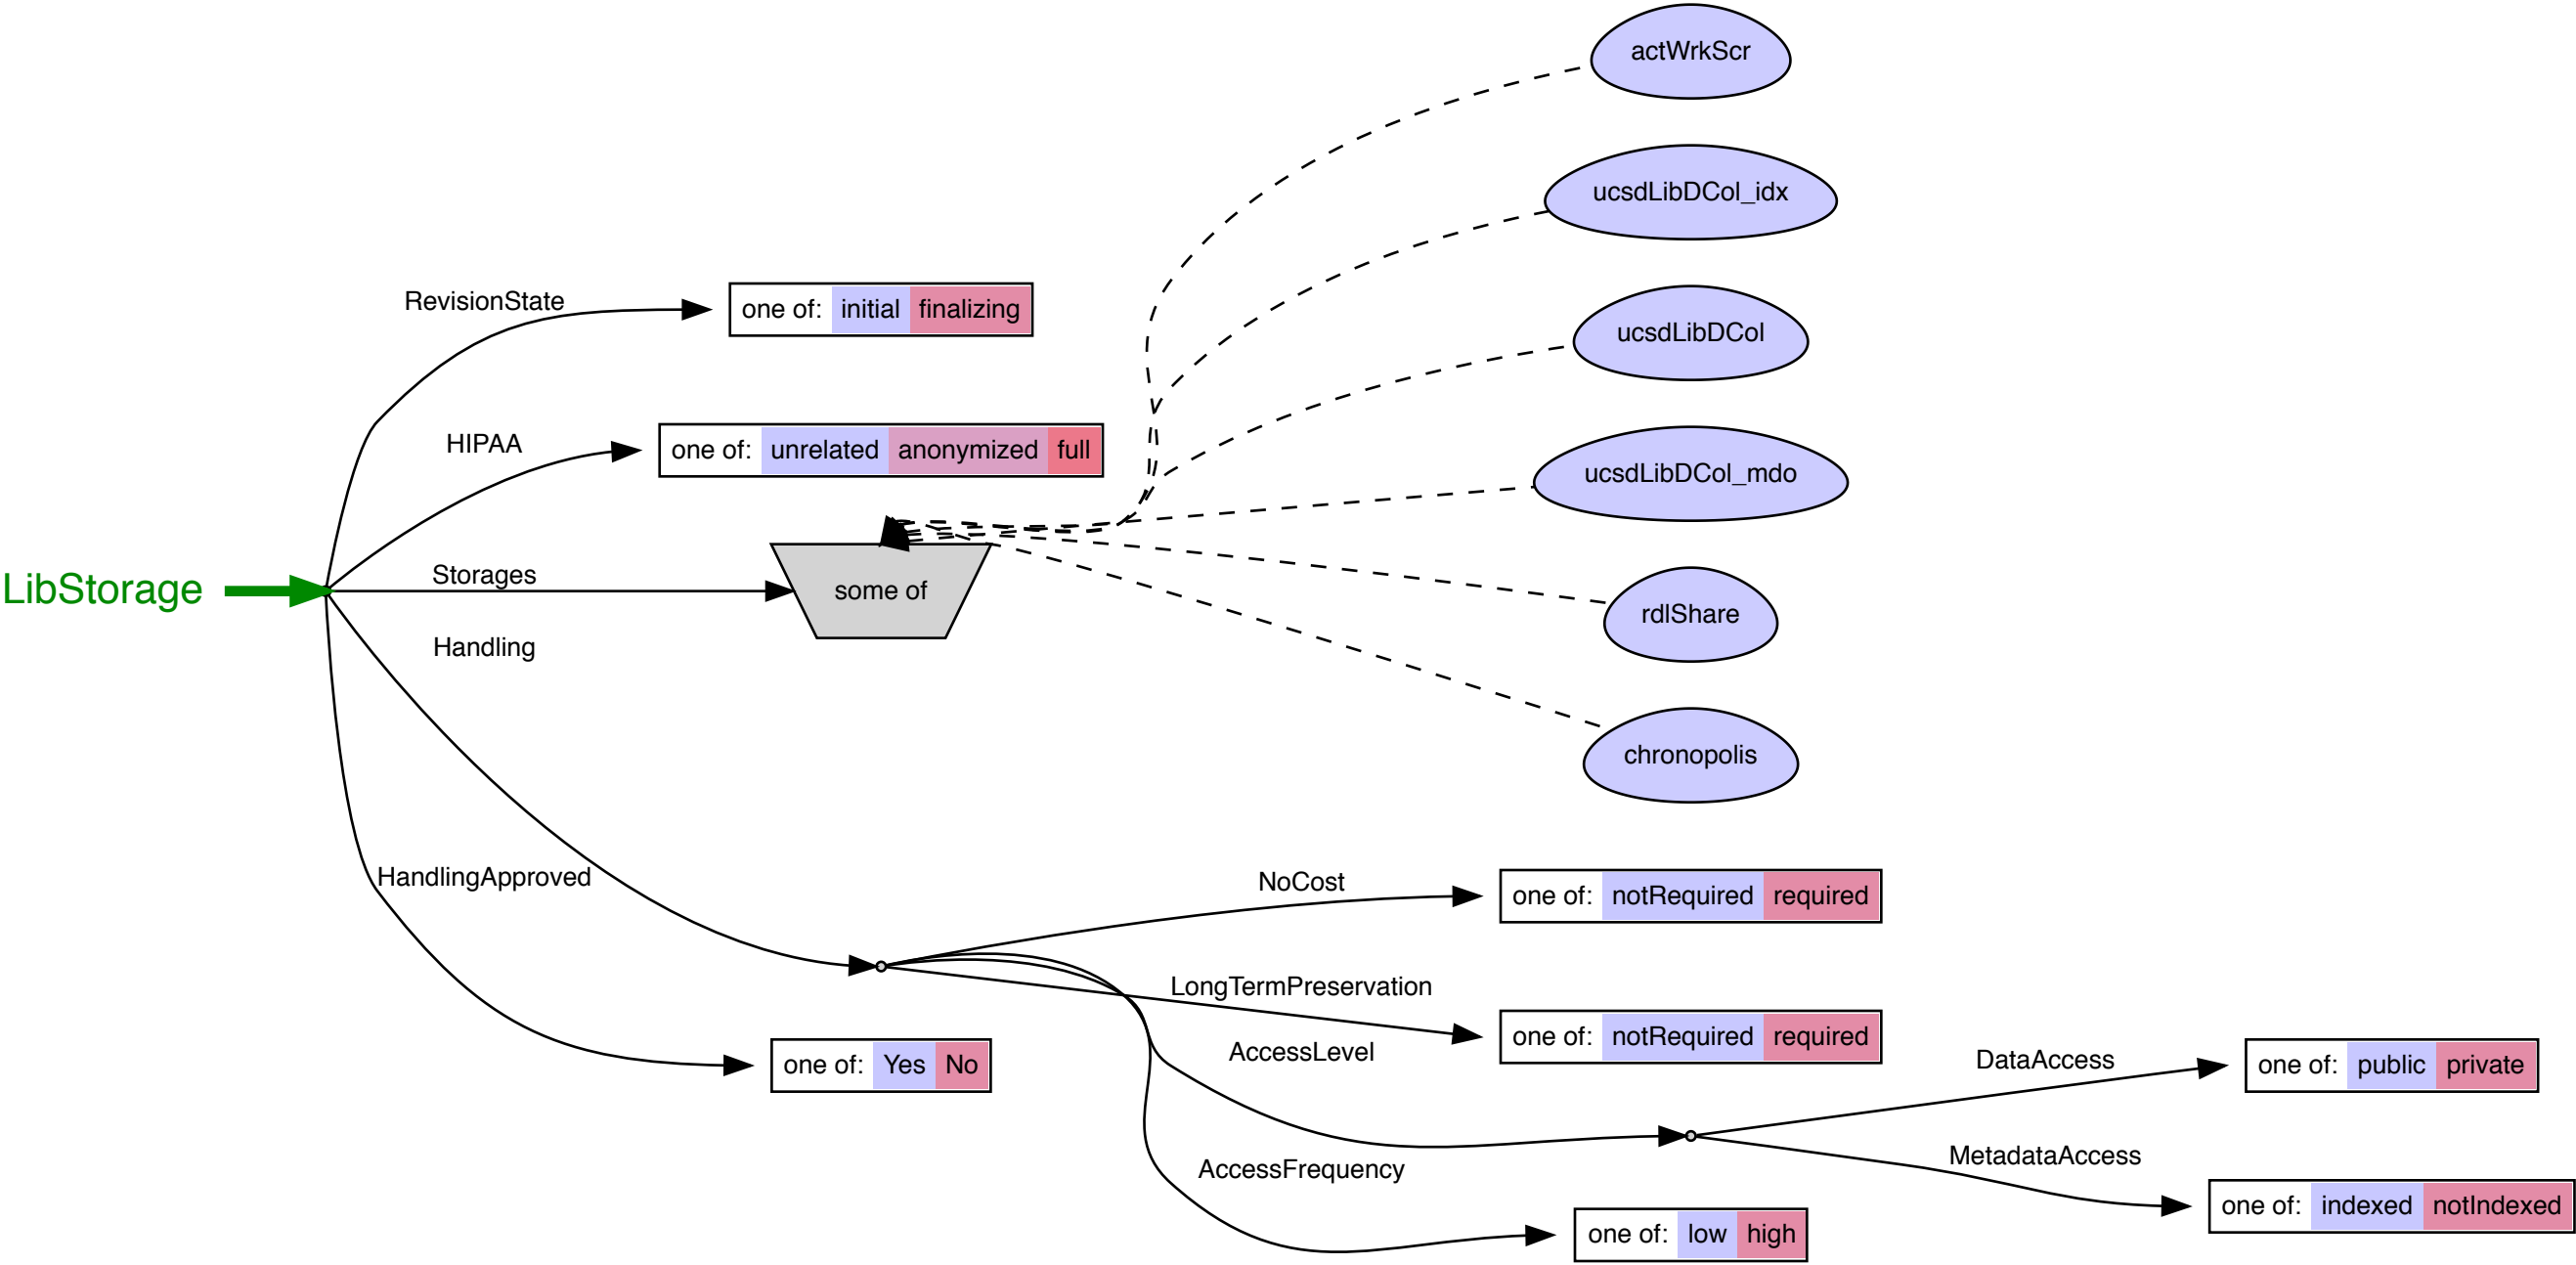 actWrkScr
ucsdLibDCol_idx
RevisionState
one of: initial finalizing
ucsdLibDCol
HIPAA
one of: unrelated anonymized full
ucsdLibDCol_mdo
LibStorage
Storages
some of
rdlShare
Handling
chronopolis
HandlingApproved
NoCost
one of: notRequired required
LongTermPreservation
one of: notRequired required
AccessLevel
one of: Yes No
DataAccess
one of: public private
MetadataAccess
AccessFrequency
one of: indexed notIndexed
one of: low high